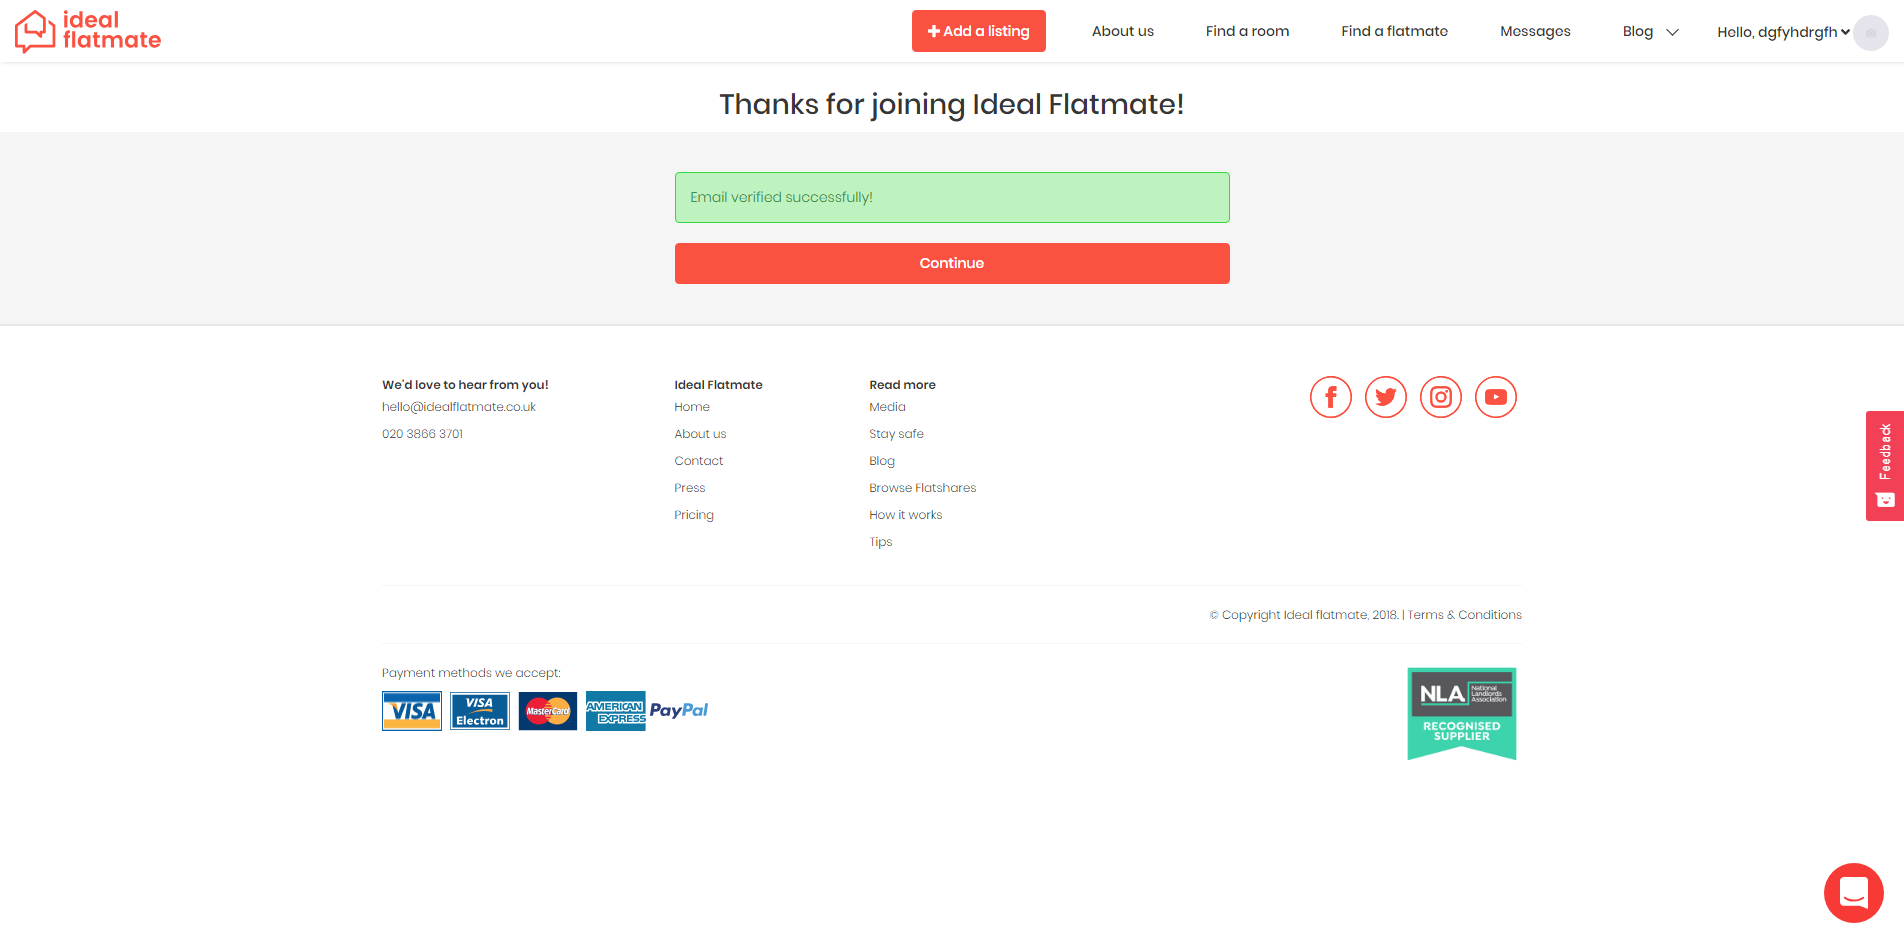 ideal
flatmate
Add a listing
About us
Find a room
Find a flatmate
Messages
Blog
Hello, dgfyhdrgfh
Thanks for joining Ideal Flatmate!
Email verified successfully!
Continue
We'd love to hear from you!
hello@idealflatmate.co.uk
020 3866 3701
Ideal Flatmate
Home
About us
Contact
Press
Pricing
Read more
Media
Stay safe
Blog
Browse Flatshares
How it works
Tips
Feedback
© Copyright Ideal flatmate, 2018. | Terms & Conditions
Payment methods we accept:
VISA
VISA
Electron
MasterCard
AMERICAN
EXPRESS
PayPal
NLA
National
Landlords
Association
RECOGNISED
SUPPLIER